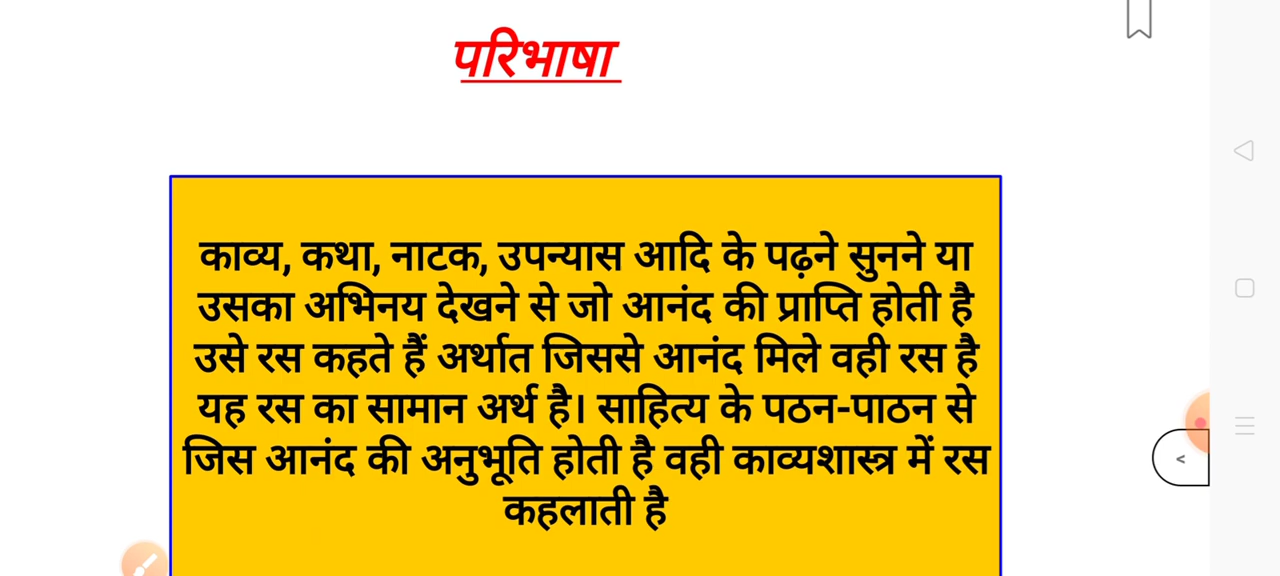 परिभाषा
काव्य, कथा, नाटक, उपन्यास आदि के पढ़ने सुनने या
उसका अभिनय देखने से जो आनंद की प्राप्ति होती है
उसे रस कहते हैं अर्थात जिससे आनंद मिले वही रस है
यह रस का सामान अर्थ है। साहित्य के पठन-पाठन से
जिस आनंद की अनुभूति होती है वही काव्यशास्त्र में रस
कहलाती है